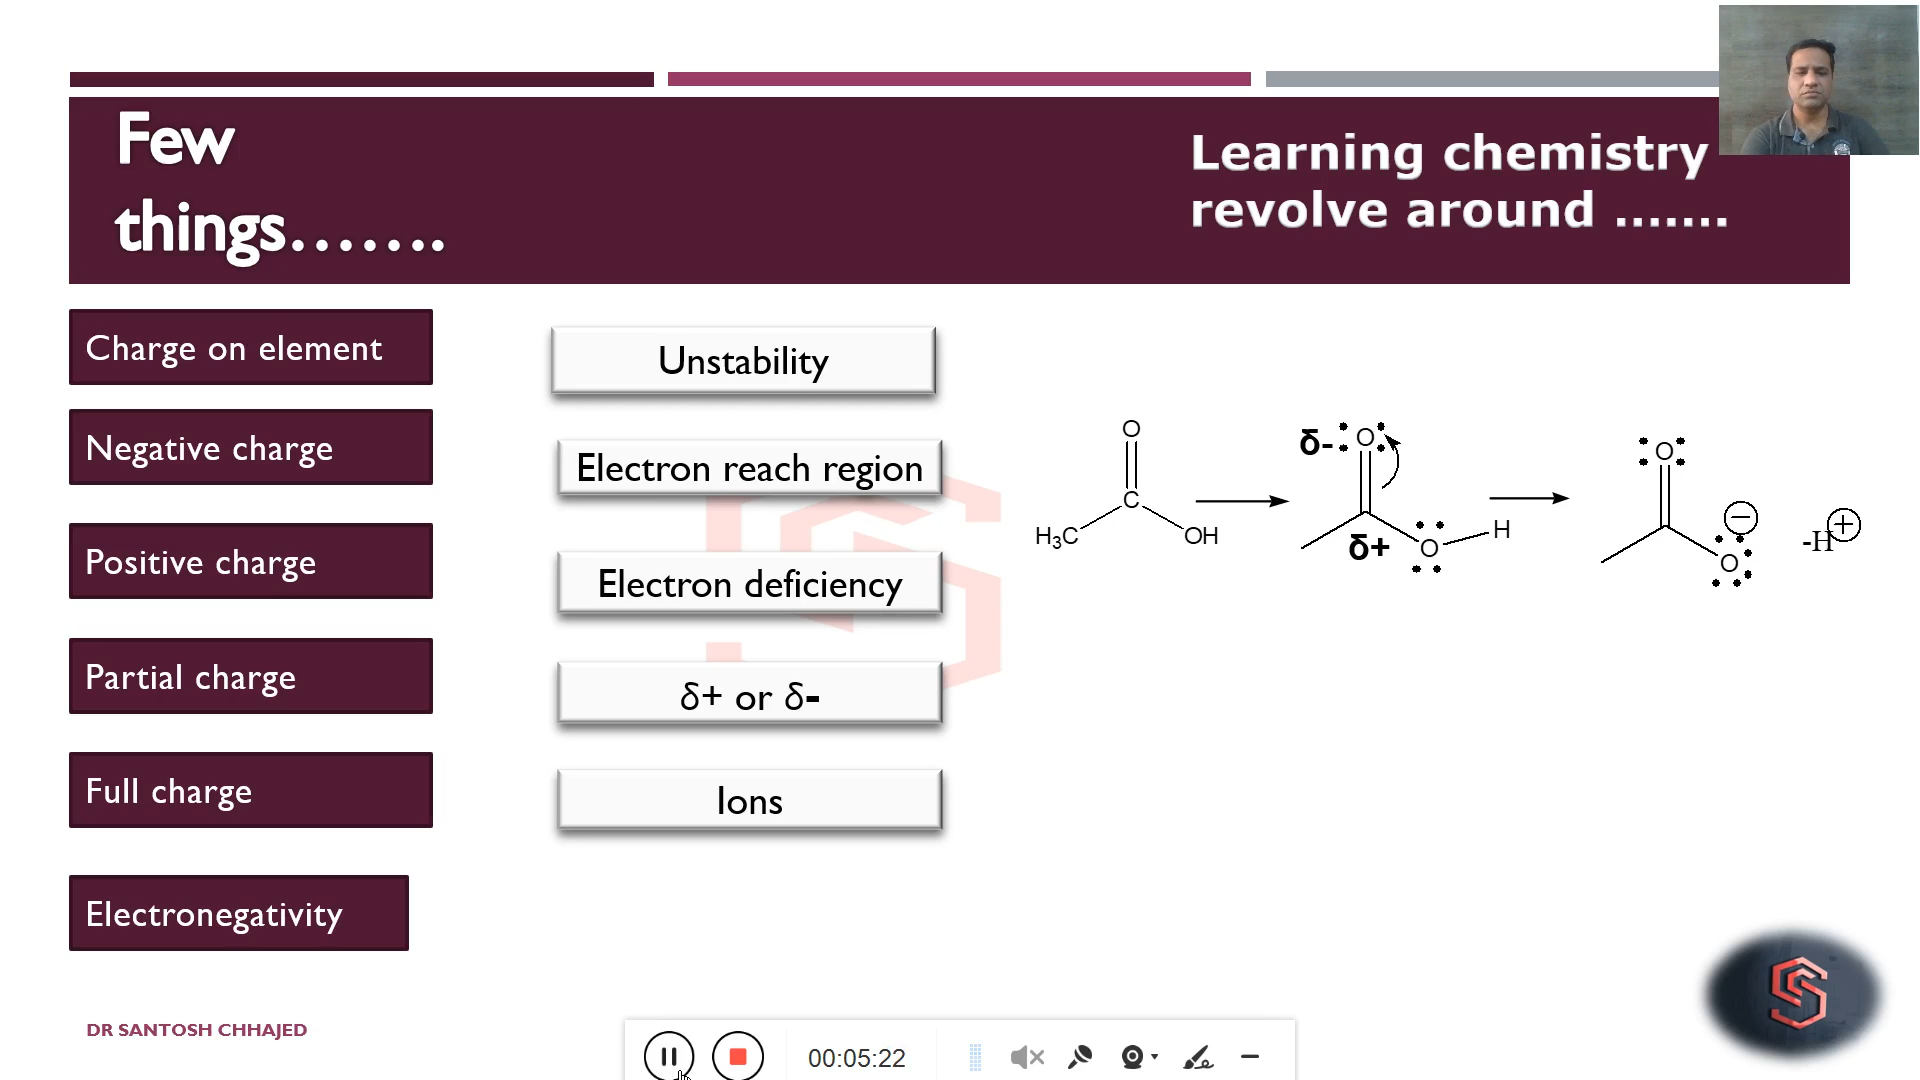 Few
things.......
Learning chemistry
revolve around .......
Charge on element
Unstability
Negative charge
Electron reach region
Positive charge
Electron deficiency
Partial charge
δ+ or δ-
Full charge
Ions
Electronegativity
O
C
H₃C
OH
δ-
O
δ+
O
H
O
O
-H
DR SANTOSH CHHAJED
00:05:22